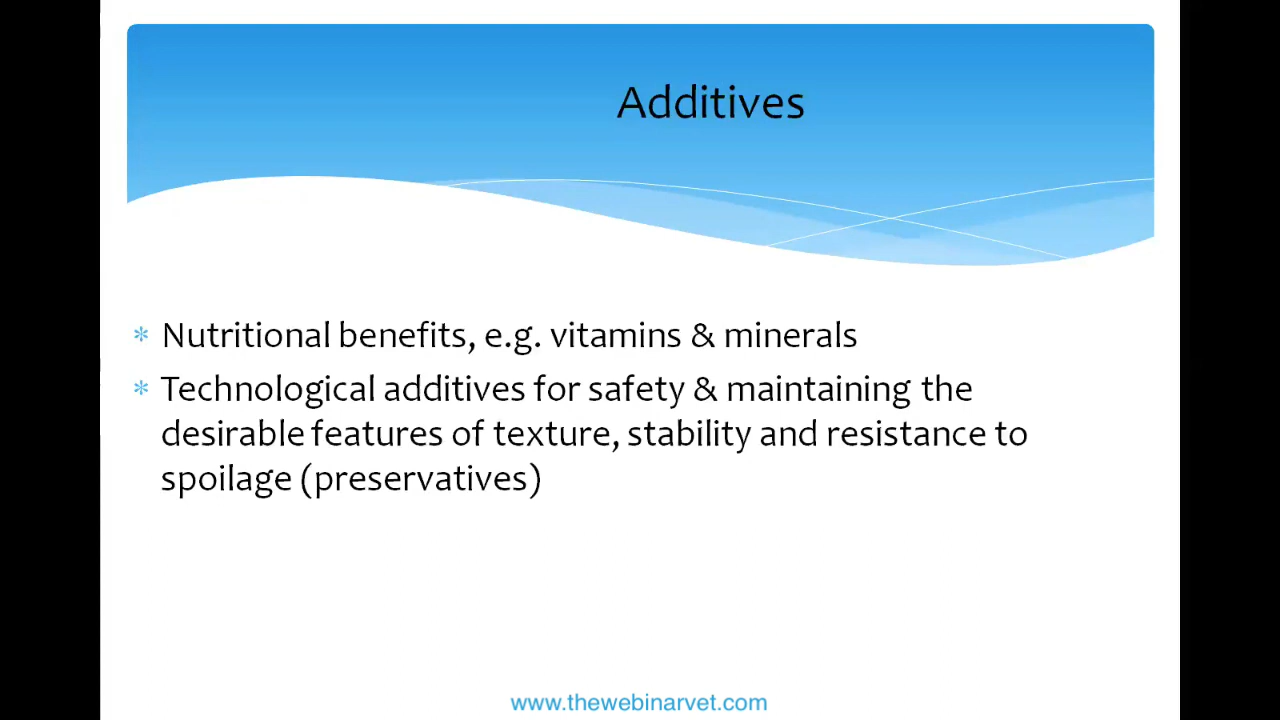 Additives
* Nutritional benefits, e.g. vitamins & minerals
* Technological additives for safety & maintaining the
desirable features of texture, stability and resistance to
spoilage (preservatives)
www.thewebinarvet.com